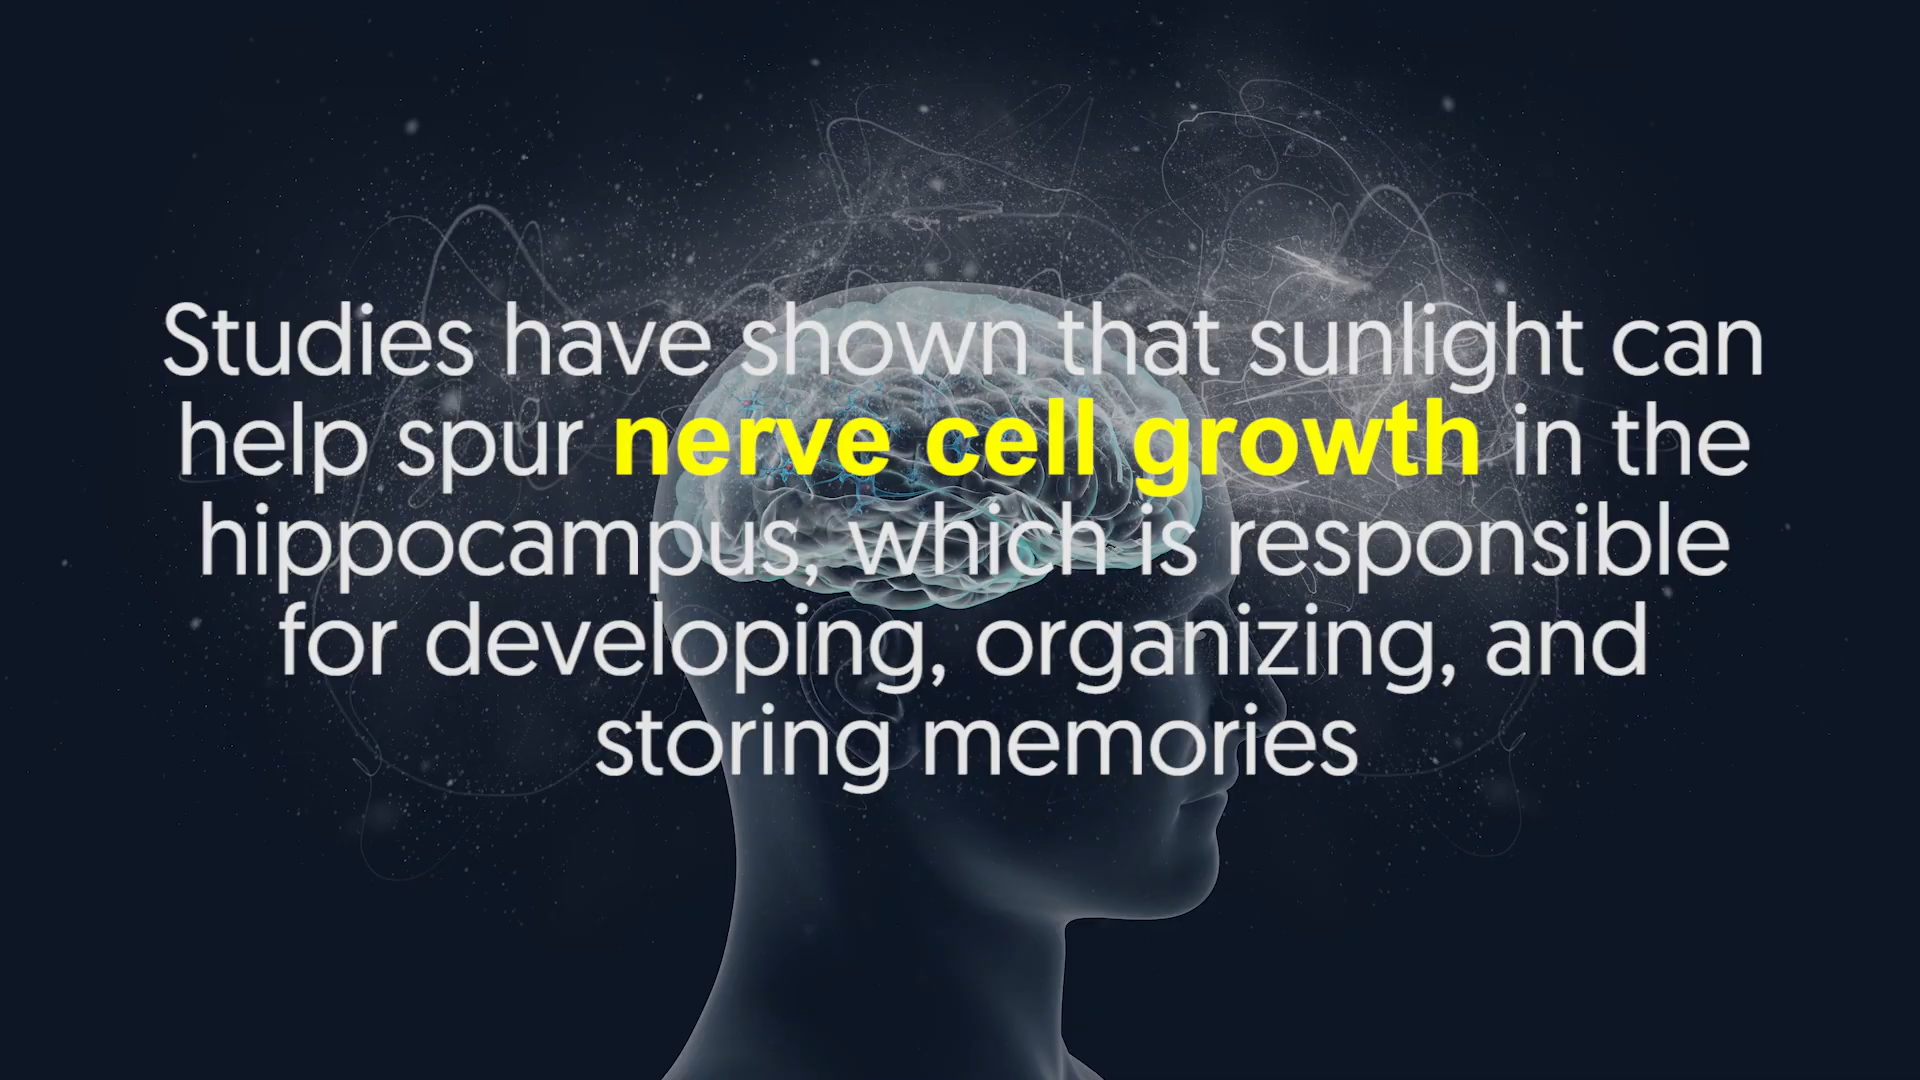 Studies have shown that sunlight can
help spur nerve cell growth in the
hippocampus, which is responsible
for developing, organizing, and
storing memories